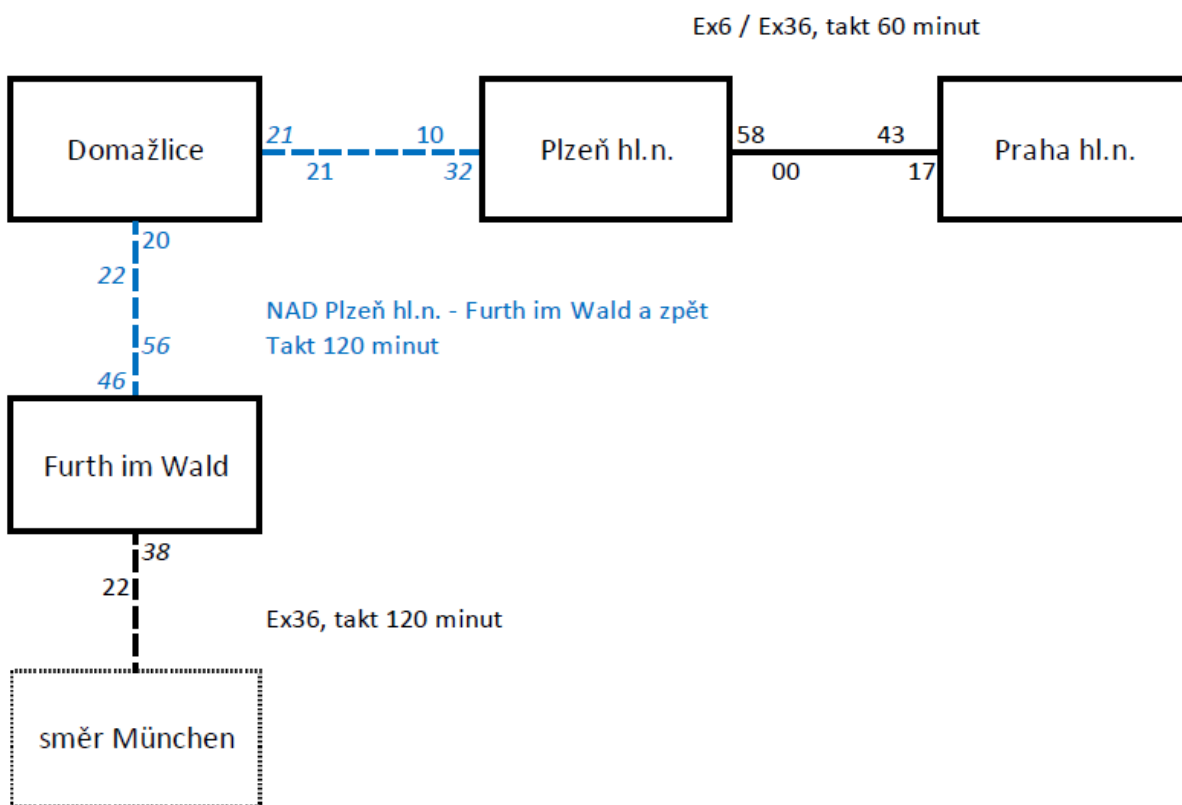 Ex6 / Ex36, takt 60 minut
Domažlice
21
10
21
32
Plzeň hl.n.
58
43
00
17
Praha hl.n.
20
22
NAD Plzeň hl.n. - Furth im Wald a zpět
Takt 120 minut
56
46
Furth im Wald
38
22
Ex36, takt 120 minut
směr München